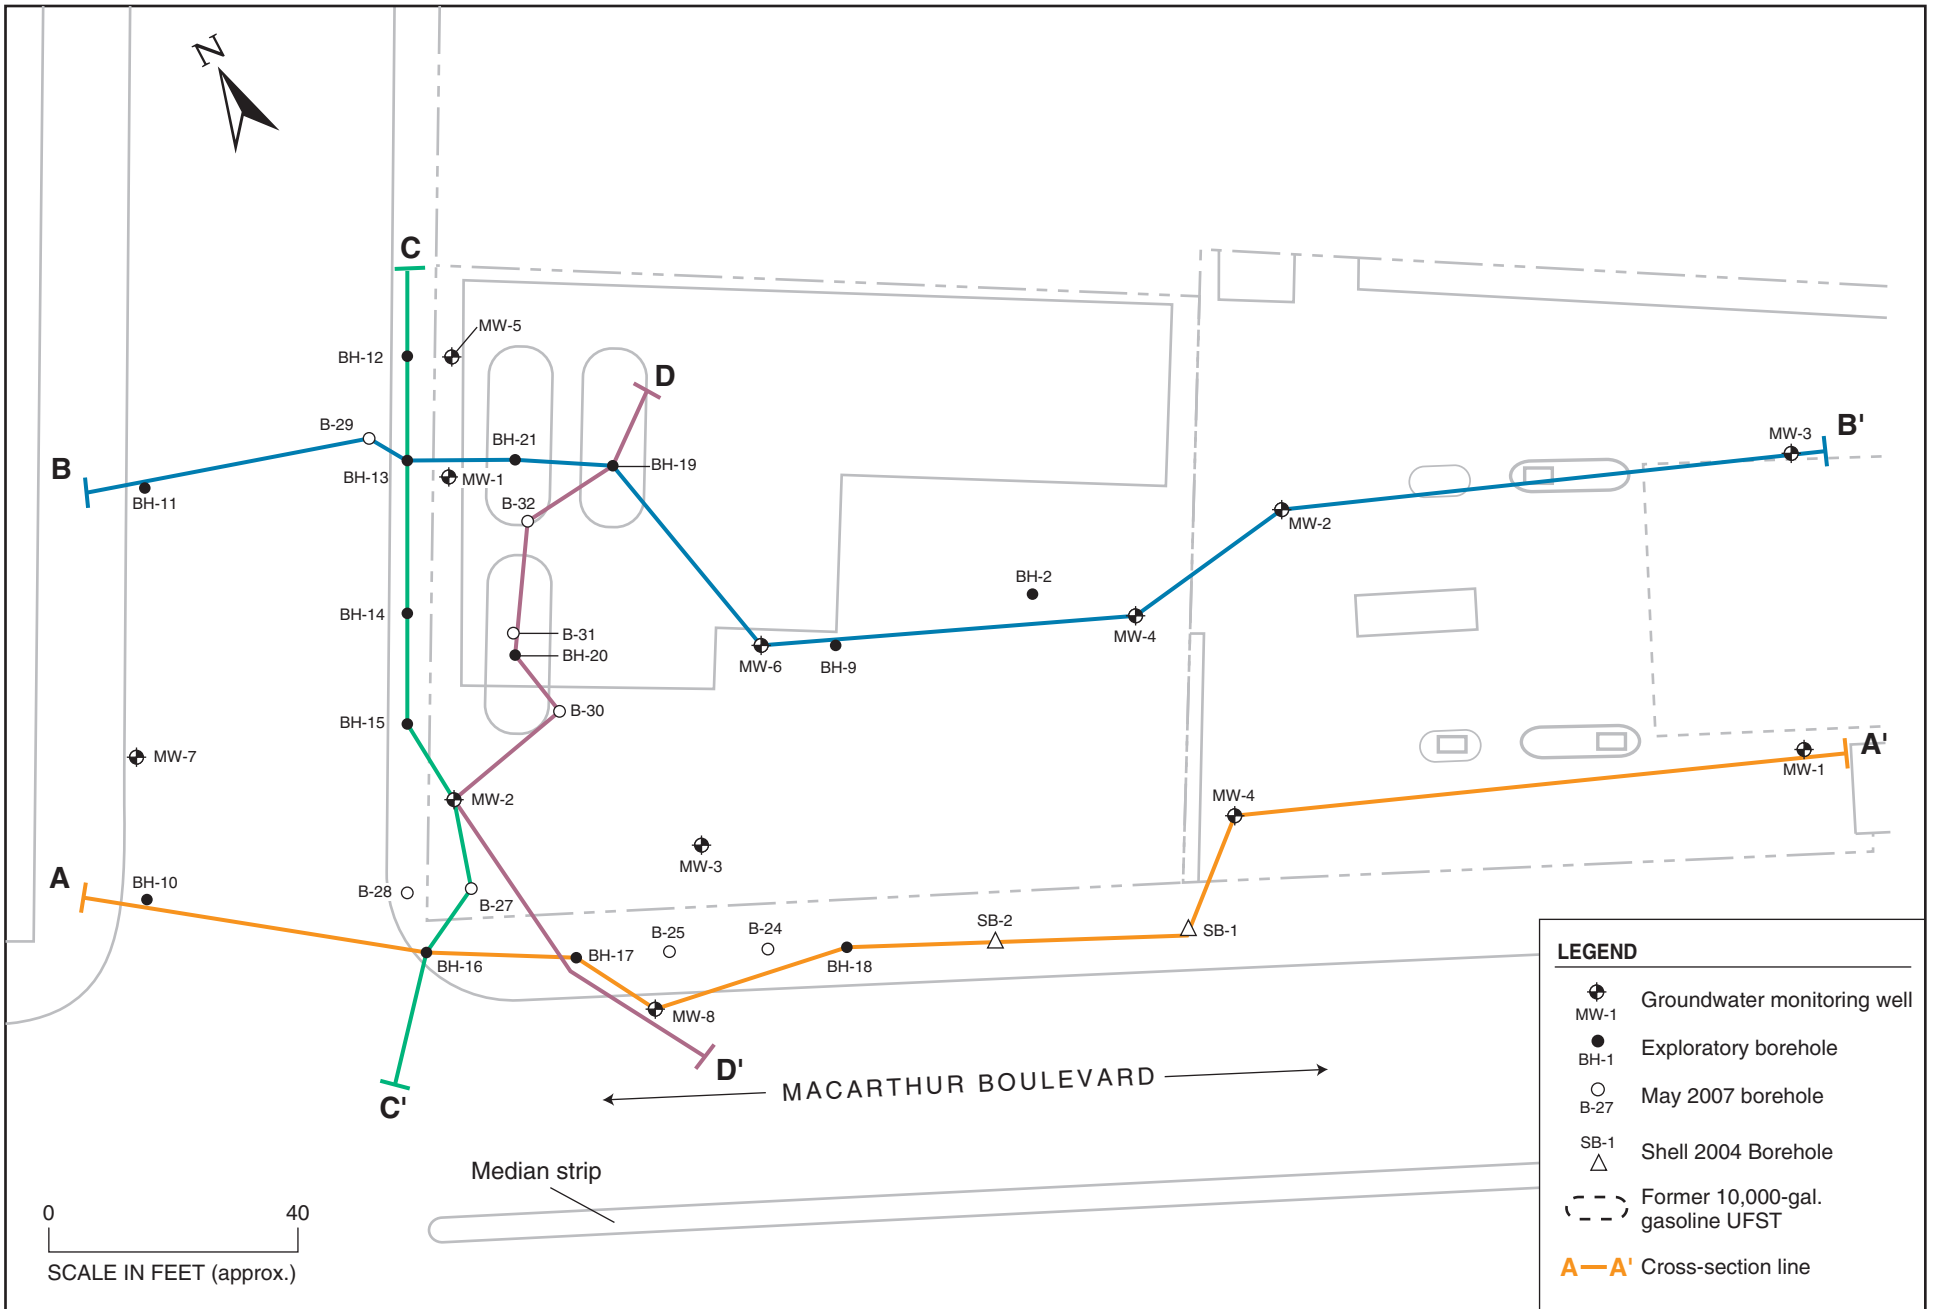 N
C
MW-5
BH-12
D
B-29
BH-21
B'
MW-3
B
BH-13
MW-1
BH-19
BH-11
B-32
MW-2
BH-2
BH-14
B-31
BH-20
MW-4
MW-6
BH-9
B-30
BH-15
MW-7
A'
MW-1
MW-2
MW-4
MW-3
A
BH-10
B-28
B-27
B-25
B-24
SB-2
SB-1
BH-17
BH-16
BH-18
MW-8
D'
C'
MACARTHUR BOULEVARD
Median strip
0 40
SCALE IN FEET (approx.)
LEGEND
MW-1 Groundwater monitoring well
BH-1 Exploratory borehole
B-27 May 2007 borehole
SB-1 Shell 2004 Borehole
Former 10,000-gal.
gasoline UFST
A A' Cross-section line